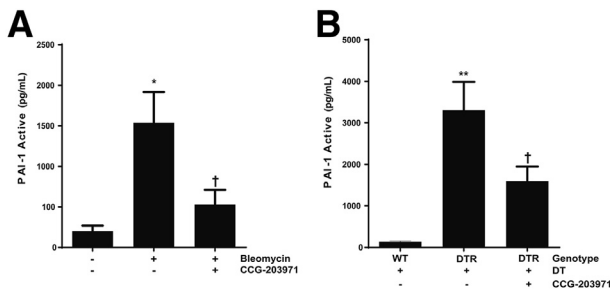 A
PAI-1 Active (pg/mL)
2500
2000
1500
1000
500
0
*
†
- + + Bleomycin
- - + CCG-203971
B
PAI-1 Active (pg/mL)
5000
4000
3000
2000
1000
0
**
†
WT DTR DTR Genotype
+ + + DT
- - + CCG-203971